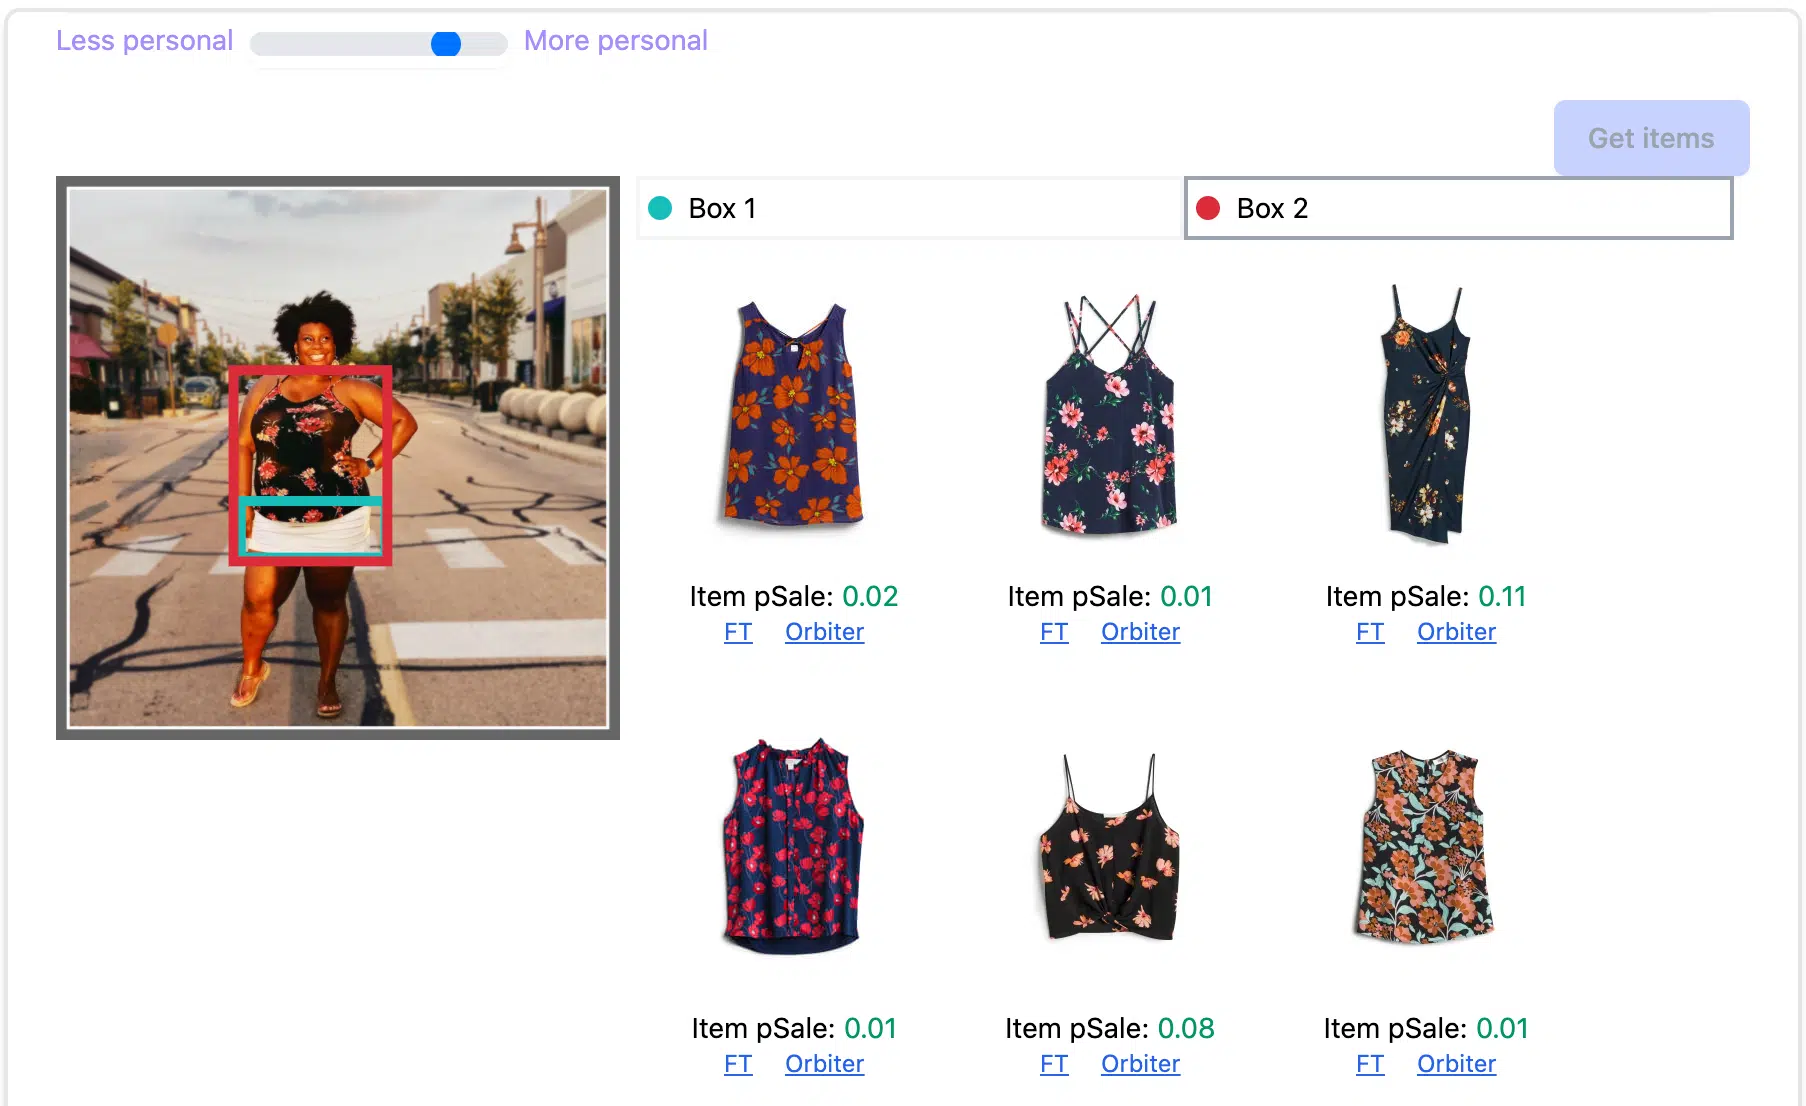 Less personal More personal
Get items
Box 1 Box 2
Item pSale: 0.02 Item pSale: 0.01 Item pSale: 0.11
FT Orbiter FT Orbiter FT Orbiter
Item pSale: 0.01 Item pSale: 0.08 Item pSale: 0.01
FT Orbiter FT Orbiter FT Orbiter